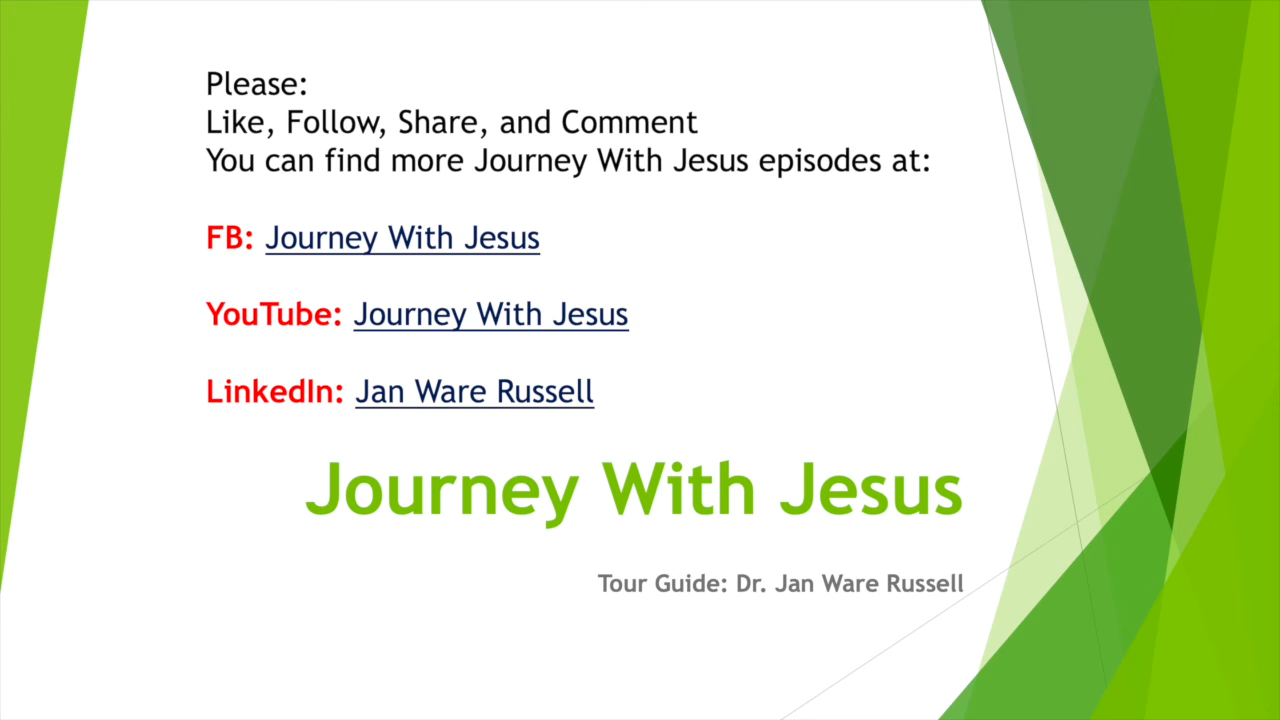 Please:
Like, Follow, Share, and Comment
You can find more Journey With Jesus episodes at:
FB: Journey With Jesus
YouTube: Journey With Jesus
LinkedIn: Jan Ware Russell
Journey With Jesus
Tour Guide: Dr. Jan Ware Russell